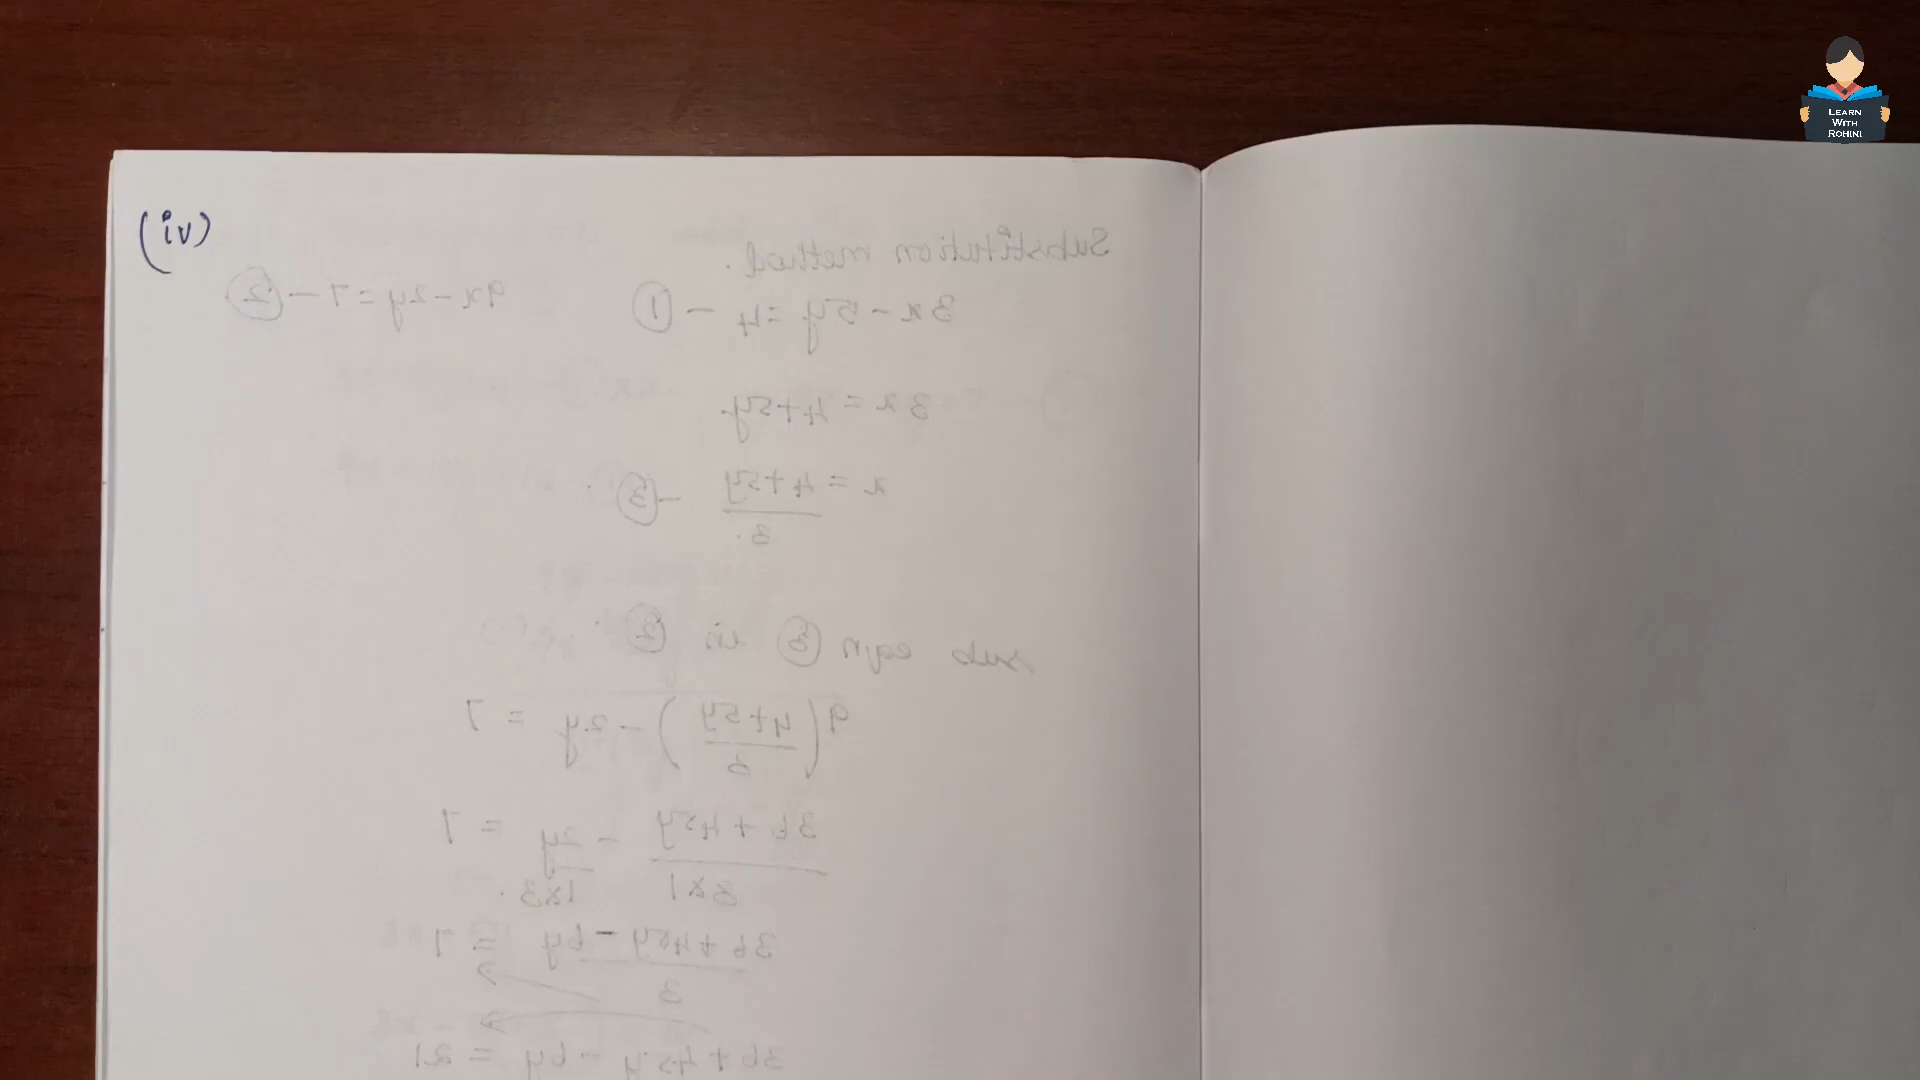 LEARN
WITH
ROHINI
(iv)
Substitution method.
3x - 5y = 4 - ① 9x - 2y = 7 - ②
3x = 4+5y
x = 4+5y/3 - ③
sub eqn ③ in ②
9(4+5y/3) - 2y = 7
36 + 45y/3×1 - 2y/1×3 = 7
36+45y - 6y/3 = 7
36+45y - 6y = 21